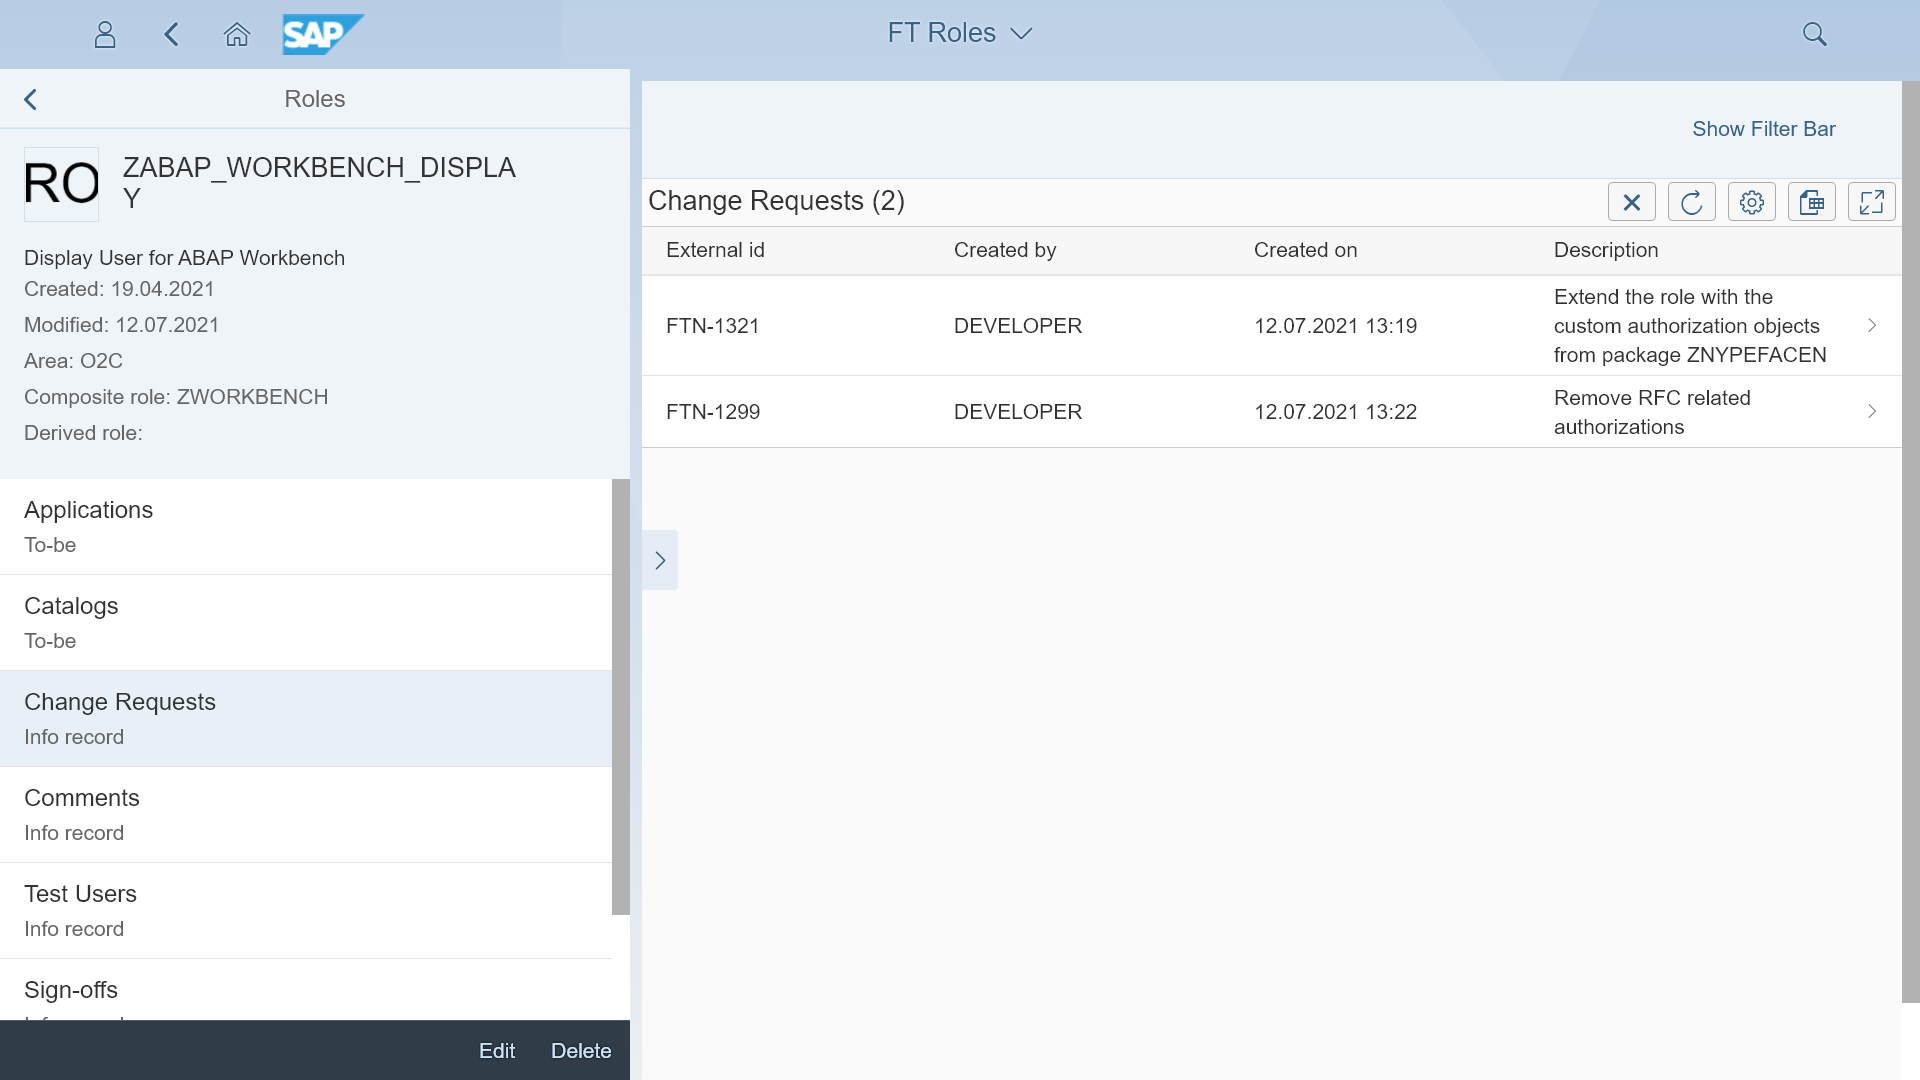 SAP
FT Roles
Roles
RO
ZABAP_WORKBENCH_DISPLA
Y
Display User for ABAP Workbench
Created: 19.04.2021
Modified: 12.07.2021
Area: O2C
Composite role: ZWORKBENCH
Derived role:
Applications
To-be
Catalogs
To-be
Change Requests
Info record
Comments
Info record
Test Users
Info record
Sign-offs
Edit Delete
Show Filter Bar
Change Requests (2)
External id Created by Created on Description
FTN-1321 DEVELOPER 12.07.2021 13:19 Extend the role with the
custom authorization objects
from package ZNYPEFACEN
FTN-1299 DEVELOPER 12.07.2021 13:22 Remove RFC related
authorizations